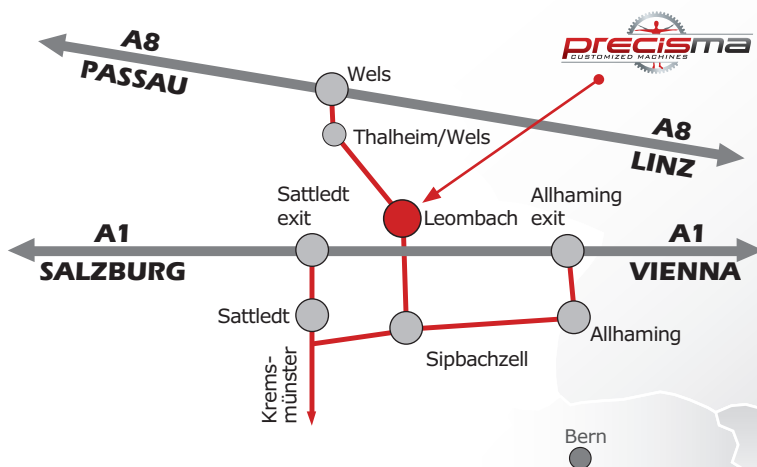 precisma
CUSTOMIZED MACHINES
A8
PASSAU
Wels
Thalheim/Wels
A8
LINZ
Sattledt
exit
Leombach
Allhaming
exit
A1
SALZBURG
A1
VIENNA
Sattledt
Sipbachzell
Allhaming
Krems-
münster
Bern